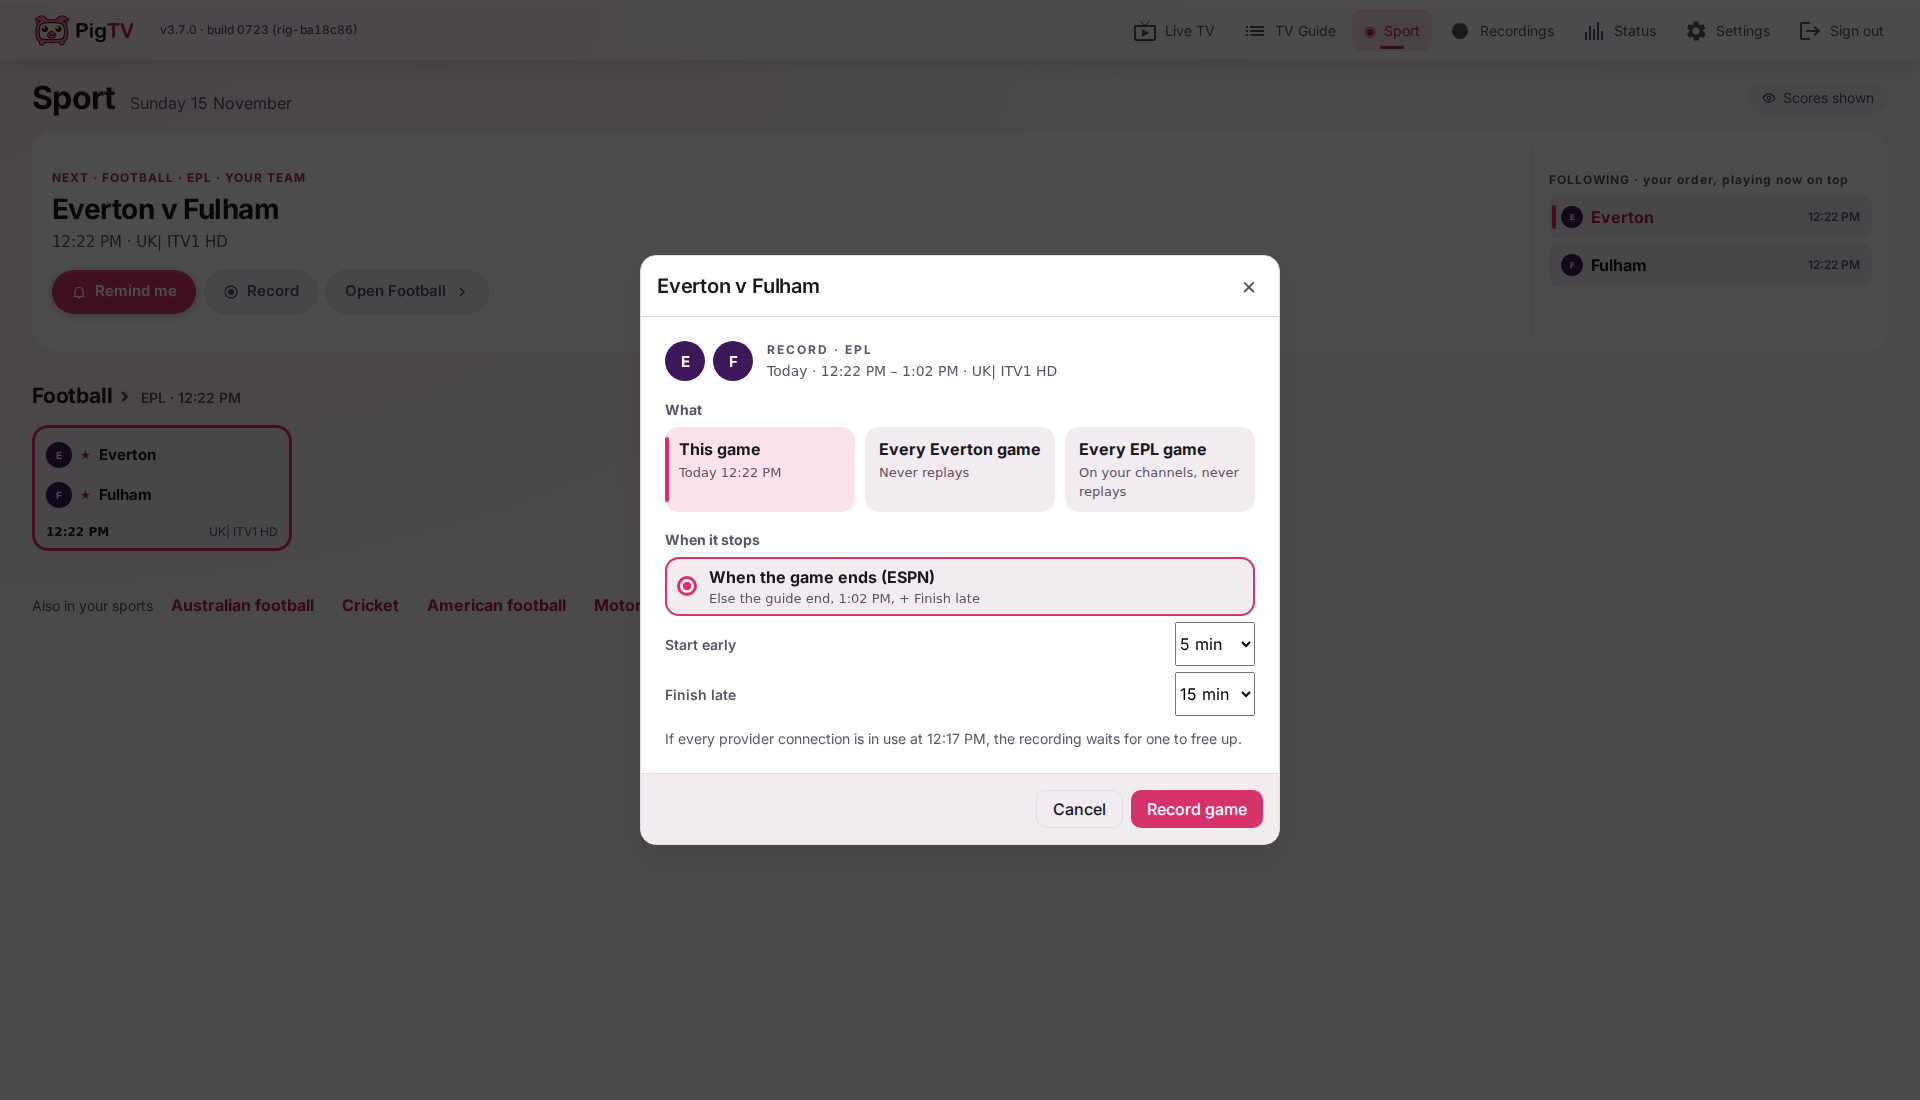 PigTV
v3.7.0 · build 0723 (rig-ba18c86)
Live TV
TV Guide
Sport
Recordings
Status
Settings
Sign out
Sport
Sunday 15 November
Scores shown
NEXT · FOOTBALL · EPL · YOUR TEAM
Everton v Fulham
12:22 PM · UK| ITV1 HD
Remind me
Record
Open Football
FOLLOWING · your order, playing now on top
E Everton 12:22 PM
F Fulham 12:22 PM
Football
EPL · 12:22 PM
E ★ Everton
F ★ Fulham
12:22 PM UK| ITV1 HD
Also in your sports Australian football Cricket American football Motor
Everton v Fulham
E F
RECORD · EPL
Today · 12:22 PM – 1:02 PM · UK| ITV1 HD
What
This game
Today 12:22 PM
Every Everton game
Never replays
Every EPL game
On your channels, never
replays
When it stops
When the game ends (ESPN)
Else the guide end, 1:02 PM, + Finish late
Start early
5 min
Finish late
15 min
If every provider connection is in use at 12:17 PM, the recording waits for one to free up.
Cancel
Record game